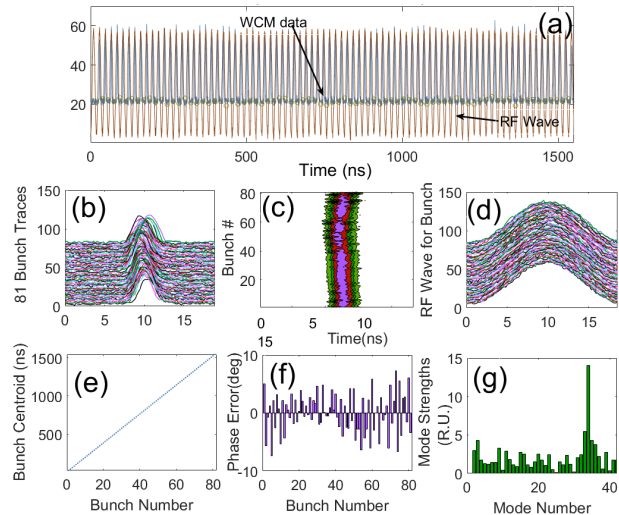 (a)
WCM data
RF Wave
60
40
20
0 500 1000 1500
Time (ns)
(b)
81 Bunch Traces
150
100
50
0
0 5 10 15
(c)
Bunch #
80
60
40
20
0 5 10 15
Time(ns)
(d)
RF Wave for Bunch
150
100
50
0
0 5 10 15
(e)
Bunch Centroid (ns)
1500
1000
500
0 20 40 60 80
Bunch Number
(f)
Phase Error(deg)
10
0
-10
0 20 40 60 80
Bunch Number
(g)
Mode Strengths
(R.U.)
15
10
5
0
0 20 40
Mode Number